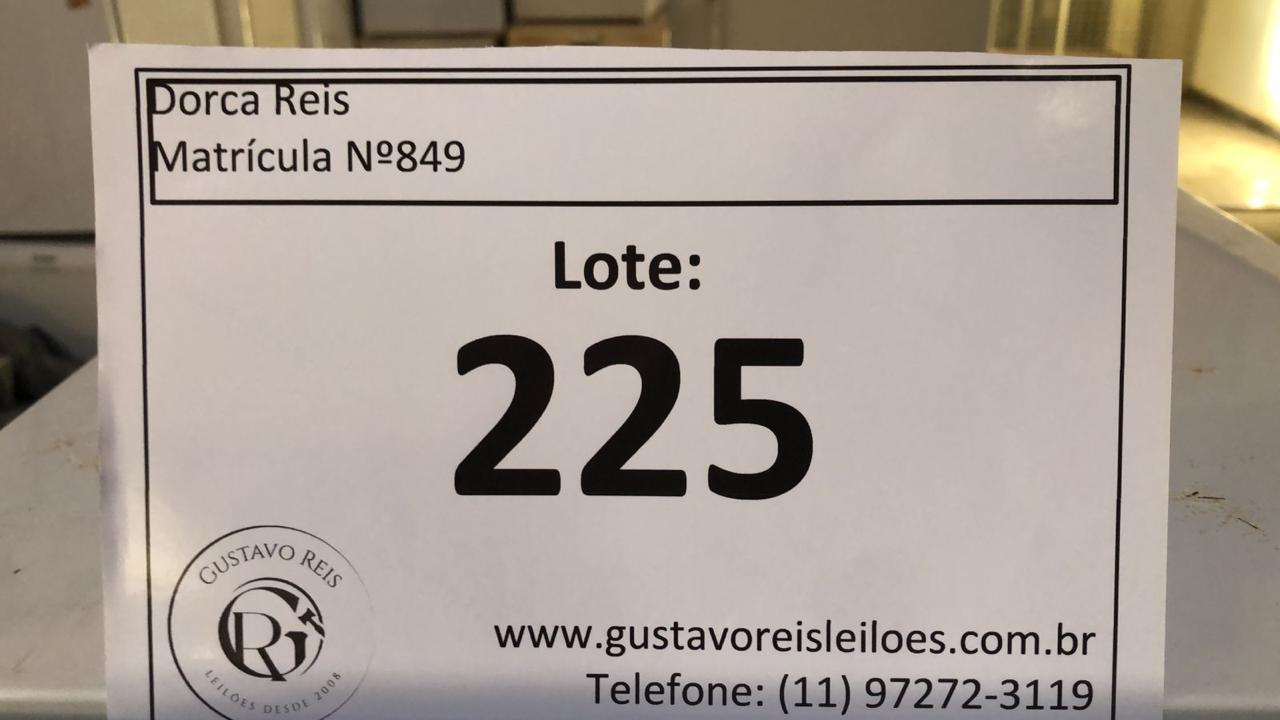 Dorca Reis
Matrícula Nº849
Lote:
225
GUSTAVO REIS
GR
LEILÕES DESDE 2008
www.gustavoreisleiloes.com.br
Telefone: (11) 97272-3119